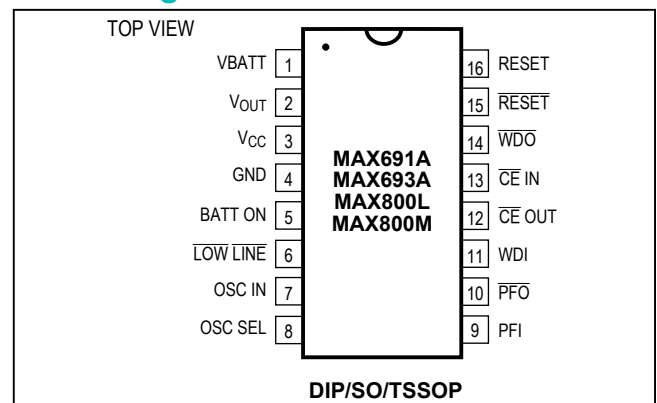 TOP VIEW
VBATT 1
VOUT 2
VCC 3
GND 4
BATT ON 5
LOW LINE 6
OSC IN 7
OSC SEL 8
MAX691A
MAX693A
MAX800L
MAX800M
16 RESET
15 RESET
14 WDO
13 CE IN
12 CE OUT
11 WDI
10 PFO
9 PFI
DIP/SO/TSSOP